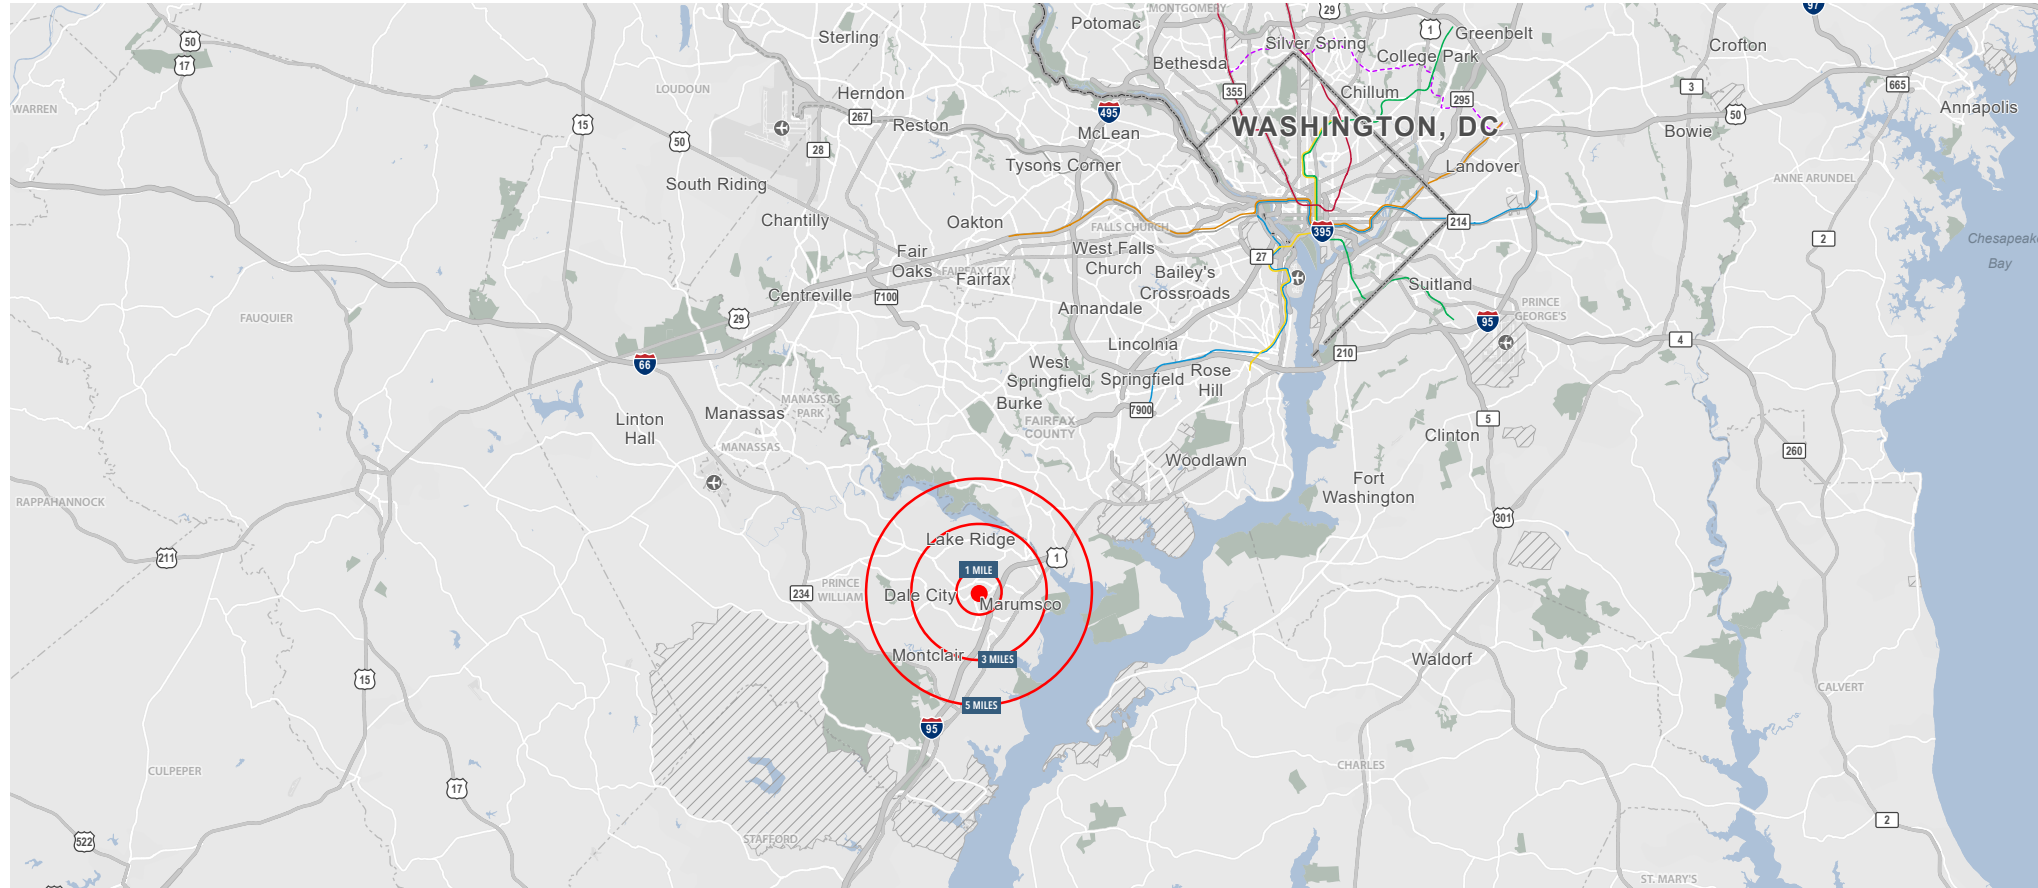 MONTGOMERY
29
97
Potomac
1
Greenbelt
Sterling
50
Silver Spring
Crofton
College Park
17
Bethesda
LOUDOUN
Herndon
355
Chillum
295
3
665
WARREN
495
Annapolis
267
15
Reston
McLean
WASHINGTON, DC
50
Bowie
50
28
Tysons Corner
Landover
South Riding
ANNE ARUNDEL
Chantilly
Oakton
FALLS CHURCH
395
214
2
Chesapeake
Bay
Fair
Oaks
West Falls
Church
27
FAIRFAX CITY
Fairfax
Bailey's
Crossroads
Suitland
Centreville
7100
Annandale
PRINCE
GEORGE'S
FAUQUIER
29
95
Lincolnia
4
66
West
Springfield
210
Springfield
Rose
Hill
MANASSAS
PARK
Burke
7900
Manassas
Linton
Hall
FAIRFAX
COUNTY
5
Clinton
MANASSAS
260
Woodlawn
Fort
Washington
RAPPAHANNOCK
301
Lake Ridge
211
1
1 MILE
PRINCE
WILLIAM
234
Dale City
Marumsco
Montclair
3 MILES
Waldorf
15
CALVERT
5 MILES
95
CHARLES
CULPEPER
17
2
STAFFORD
522
ST. MARY'S